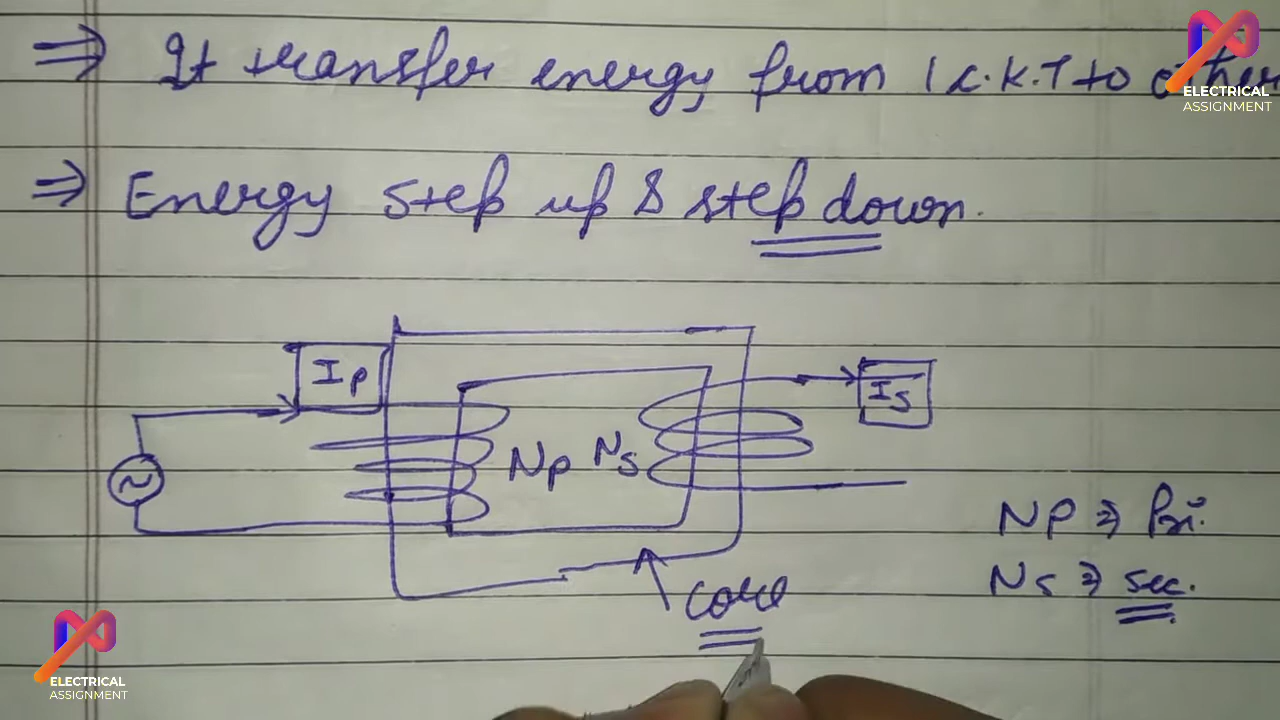 ⇒ It transfer energy from 1 C.K.T to other
ELECTRICAL
ASSIGNMENT
⇒ Energy step up & step down.
IP
IS
NP NS
NP ⇒ Pri.
NS ⇒ sec.
core
ELECTRICAL
ASSIGNMENT